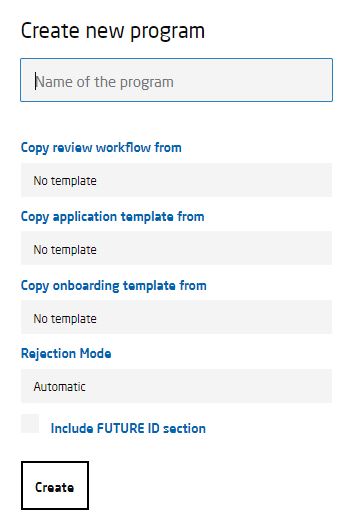 Create new program
Name of the program
Copy review workflow from
No template
Copy application template from
No template
Copy onboarding template from
No template
Rejection Mode
Automatic
Include FUTURE ID section
Create